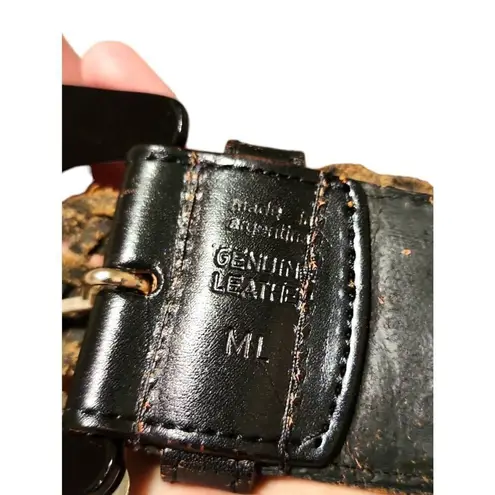 made in
argentina
GENUINE
LEATHER
ML